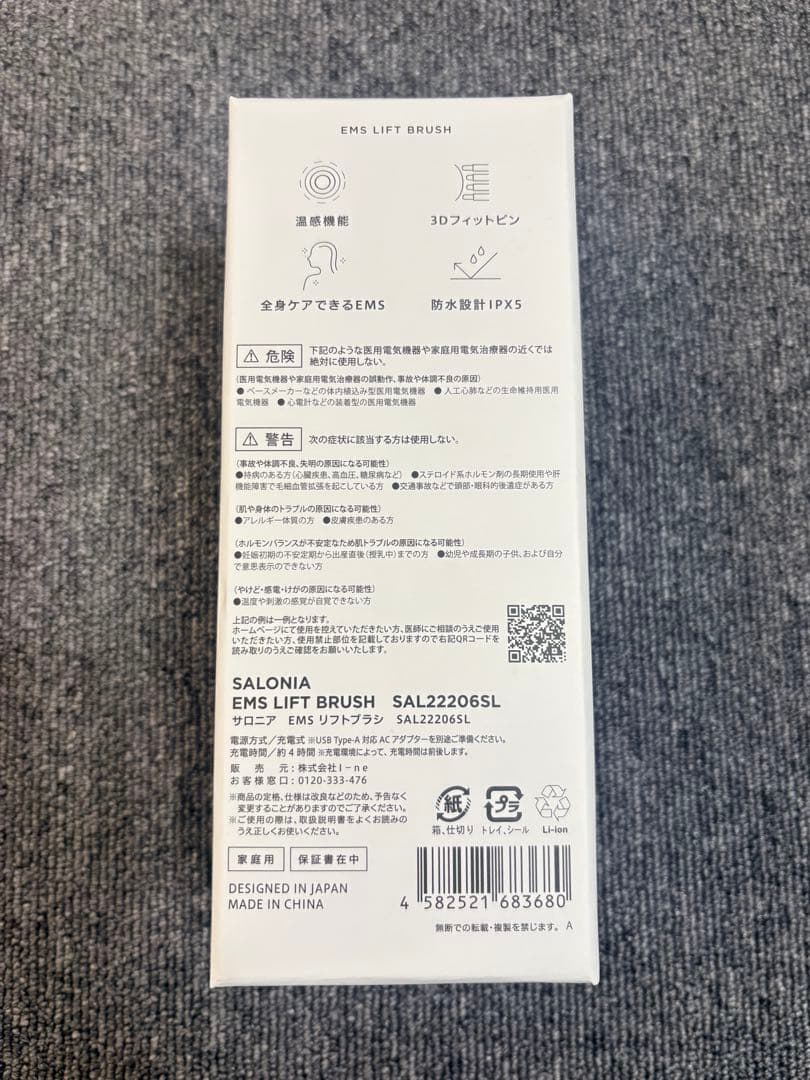 EMS LIFT BRUSH
温感機能
3Dフィットピン
全身ケアできるEMS
防水設計IPX5
危険
下記のような医用電気機器や家庭用電気治療器の近くでは
絶対に使用しない。
(医用電気機器や家庭用電気治療器の誤動作、事故や体調不良の原因)
●ペースメーカーなどの体内植込み型医用電気機器 ●人工心肺などの生命維持用医用
電気機器 ●心電計などの装着型の医用電気機器
警告
次の症状に該当する方は使用しない。
(事故や体調不良、失明の原因になる可能性)
●持病のある方(心臓疾患、高血圧、糖尿病など) ●ステロイド系ホルモン剤の長期使用や肝
機能障害で毛細血管拡張を起こしている方 ●交通事故などで頭部・眼科的後遺症がある方
(肌や身体のトラブルの原因になる可能性)
●アレルギー体質の方 ●皮膚疾患のある方
(ホルモンバランスが不安定なため肌トラブルの原因になる可能性)
●妊娠初期の不安定期から出産直後(授乳中)までの方 ●幼児や成長期の子供、および自分
で意思表示のできない方
(やけど・感電・けがの原因になる可能性)
●温度や刺激の感覚が自覚できない方
上記の例は一例となります。
ホームページにて使用を控えていただきたい方、医師にご相談のうえご使用
いただきたい方、使用禁止部位を記載しておりますので右記QRコードを
読み取りのうえご確認をお願いいたします。
SALONIA
EMS LIFT BRUSH SAL22206SL
サロニア EMS リフトブラシ SAL22206SL
電源方式/充電式 ※USB Type-A 対応 AC アダプターを別途ご準備ください。
充電時間/約4時間 ※充電環境によって、充電時間は前後します。
販売元:株式会社I-ne
お客様窓口:0120-333-476
※商品の定格、仕様は改良などのため、予告なく
変更することがありますのでご了承ください。
※ご使用の際は、取扱説明書をよくお読みの
うえ正しくお使いください。
紙
プラ
箱、仕切り
トレイ、シール
Li-ion
家庭用
保証書在中
DESIGNED IN JAPAN
MADE IN CHINA
4 582521 683680
無断での転載・複製を禁じます。 A